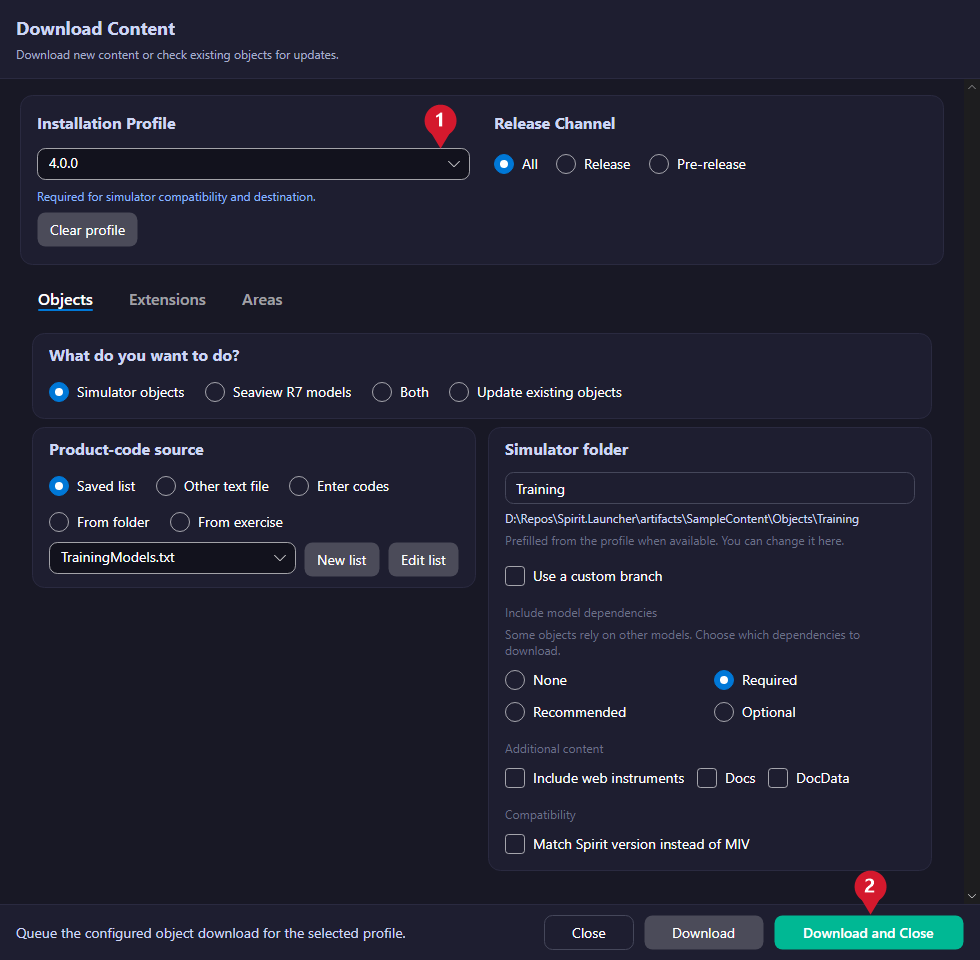 Download Content
Download new content or check existing objects for updates.
Installation Profile
1
4.0.0
Required for simulator compatibility and destination.
Clear profile
Release Channel
All Release Pre-release
Objects Extensions Areas
What do you want to do?
Simulator objects Seaview R7 models Both Update existing objects
Product-code source
Saved list Other text file Enter codes
From folder From exercise
TrainingModels.txt New list Edit list
Simulator folder
Training
D:\Repos\Spirit.Launcher\artifacts\SampleContent\Objects\Training
Prefilled from the profile when available. You can change it here.
Use a custom branch
Include model dependencies
Some objects rely on other models. Choose which dependencies to
download.
None Required
Recommended Optional
Additional content
Include web instruments Docs DocData
Compatibility
Match Spirit version instead of MIV
2
Queue the configured object download for the selected profile.
Close Download Download and Close